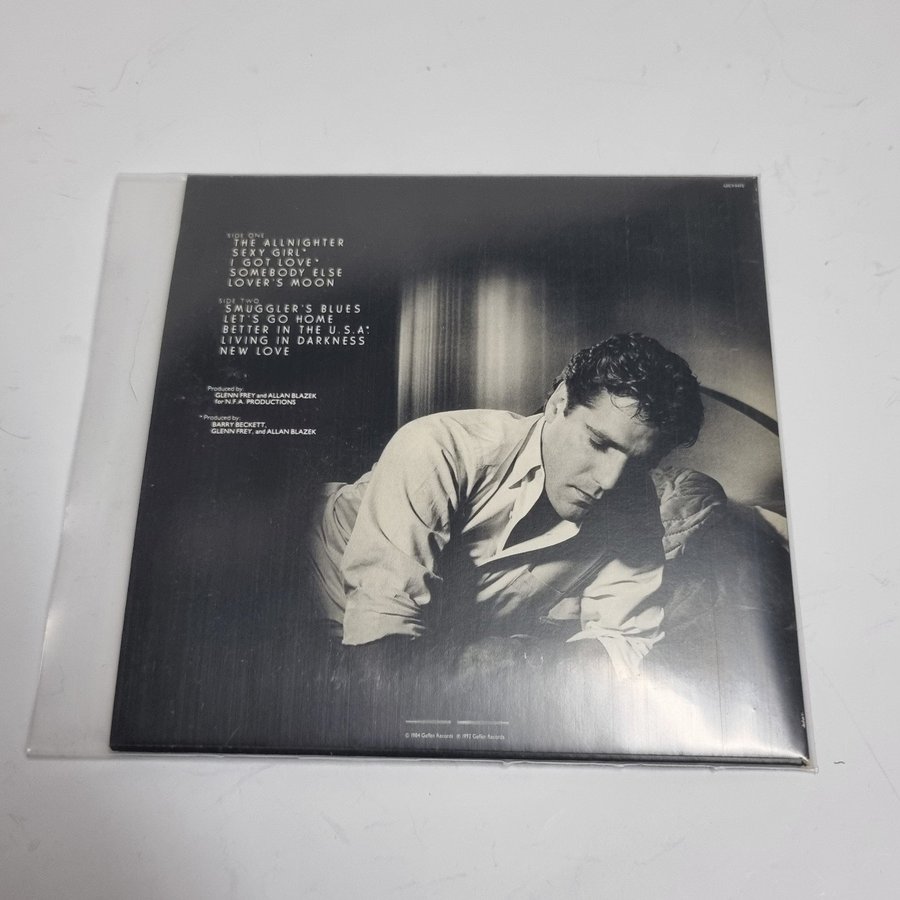 SIDE ONE
THE ALLNIGHTER
SEXY GIRL*
I GOT LOVE*
SOMEBODY ELSE
LOVER'S MOON
SIDE TWO
SMUGGLER'S BLUES
LET'S GO HOME
BETTER IN THE U.S.A.*
LIVING IN DARKNESS
NEW LOVE
Produced by:
GLENN FREY and ALLAN BLAZEK
for N.F.A. PRODUCTIONS
*Produced by:
BARRY BECKETT,
GLENN FREY, and ALLAN BLAZEK
© 1984 Geffen Records ℗ 1992 Geffen Records